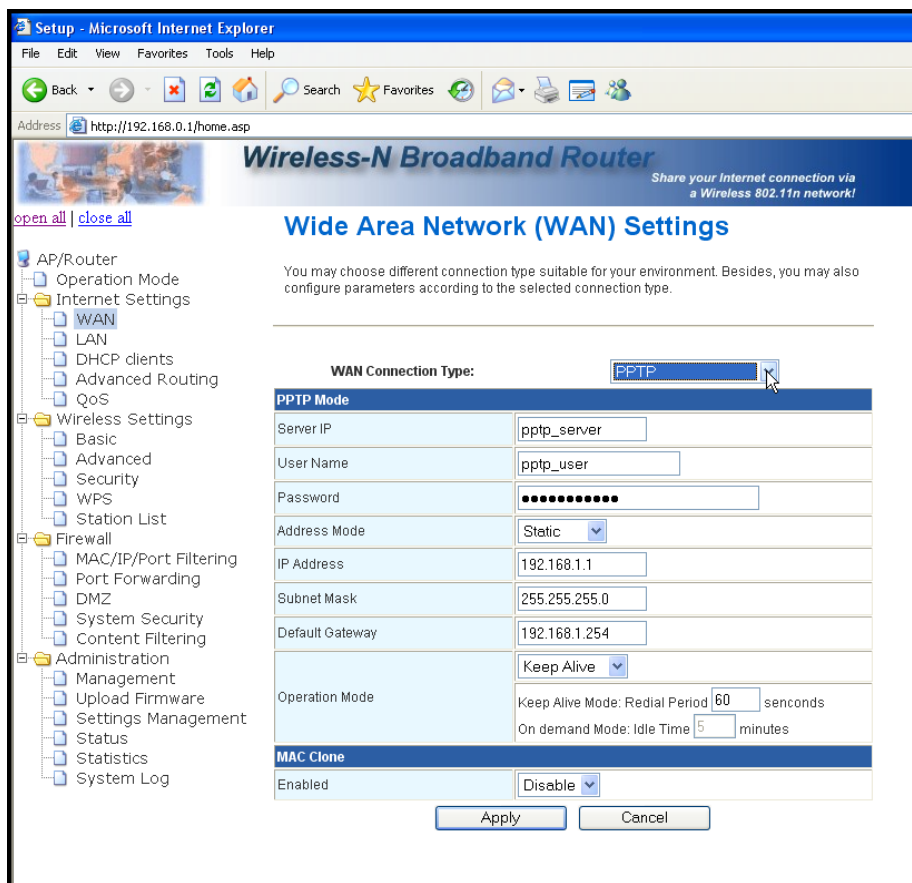 Setup - Microsoft Internet Explorer
File Edit View Favorites Tools Help
Back Search Favorites
Address http://192.168.0.1/home.asp
Wireless-N Broadband Router
Share your Internet connection via
a Wireless 802.11n network!
open all | close all
AP/Router
Operation Mode
Internet Settings
WAN
LAN
DHCP clients
Advanced Routing
QoS
Wireless Settings
Basic
Advanced
Security
WPS
Station List
Firewall
MAC/IP/Port Filtering
Port Forwarding
DMZ
System Security
Content Filtering
Administration
Management
Upload Firmware
Settings Management
Status
Statistics
System Log
Wide Area Network (WAN) Settings
You may choose different connection type suitable for your environment. Besides, you may also
configure parameters according to the selected connection type.
WAN Connection Type: PPTP
PPTP Mode
Server IP pptp_server
User Name pptp_user
Password ●●●●●●●●●●●
Address Mode Static
IP Address 192.168.1.1
Subnet Mask 255.255.255.0
Default Gateway 192.168.1.254
Operation Mode Keep Alive
Keep Alive Mode: Redial Period 60 senconds
On demand Mode: Idle Time 5 minutes
MAC Clone
Enabled Disable
Apply Cancel